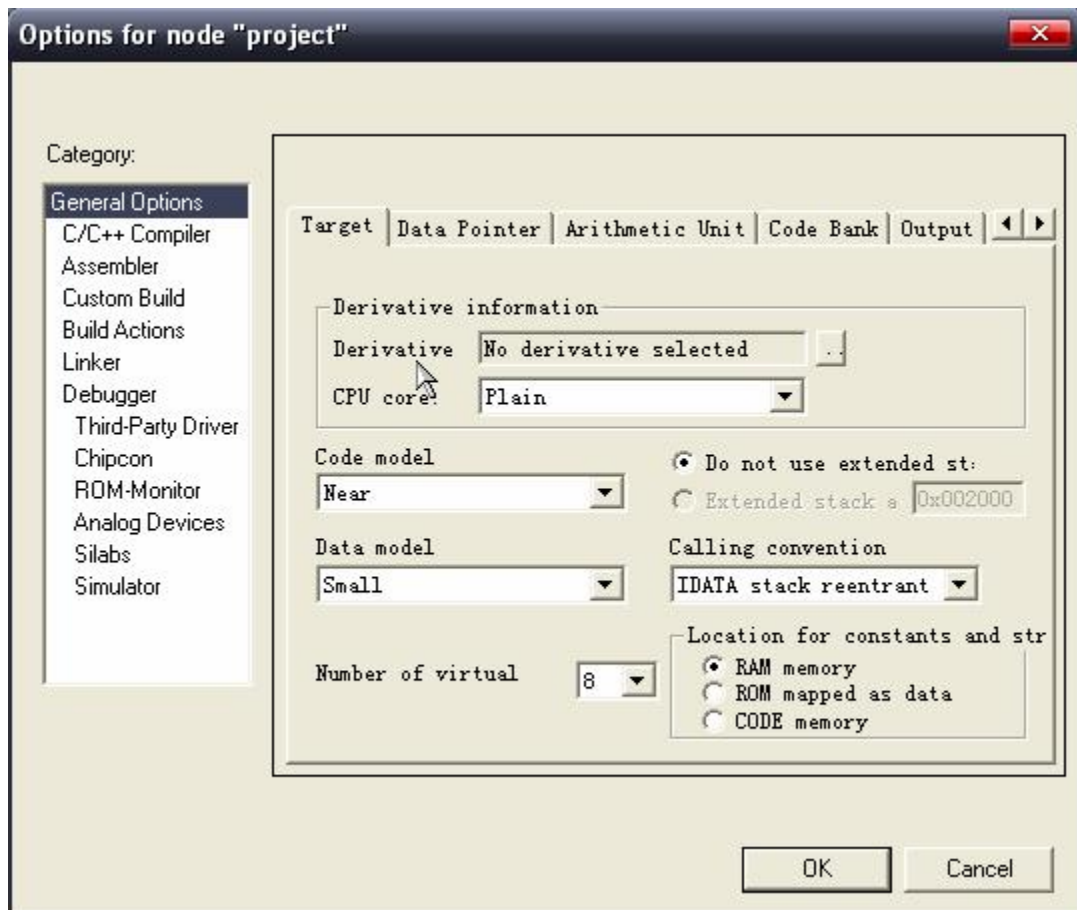 Options for node "project"
Category:
General Options
C/C++ Compiler
Assembler
Custom Build
Build Actions
Linker
Debugger
Third-Party Driver
Chipcon
ROM-Monitor
Analog Devices
Silabs
Simulator
Target Data Pointer Arithmetic Unit Code Bank Output
Derivative information
Derivative No derivative selected ..
CPU core: Plain
Code model
Near
Do not use extended st:
Extended stack a 0x002000
Data model
Small
Calling convention
IDATA stack reentrant
Number of virtual 8
Location for constants and str
RAM memory
ROM mapped as data
CODE memory
OK Cancel